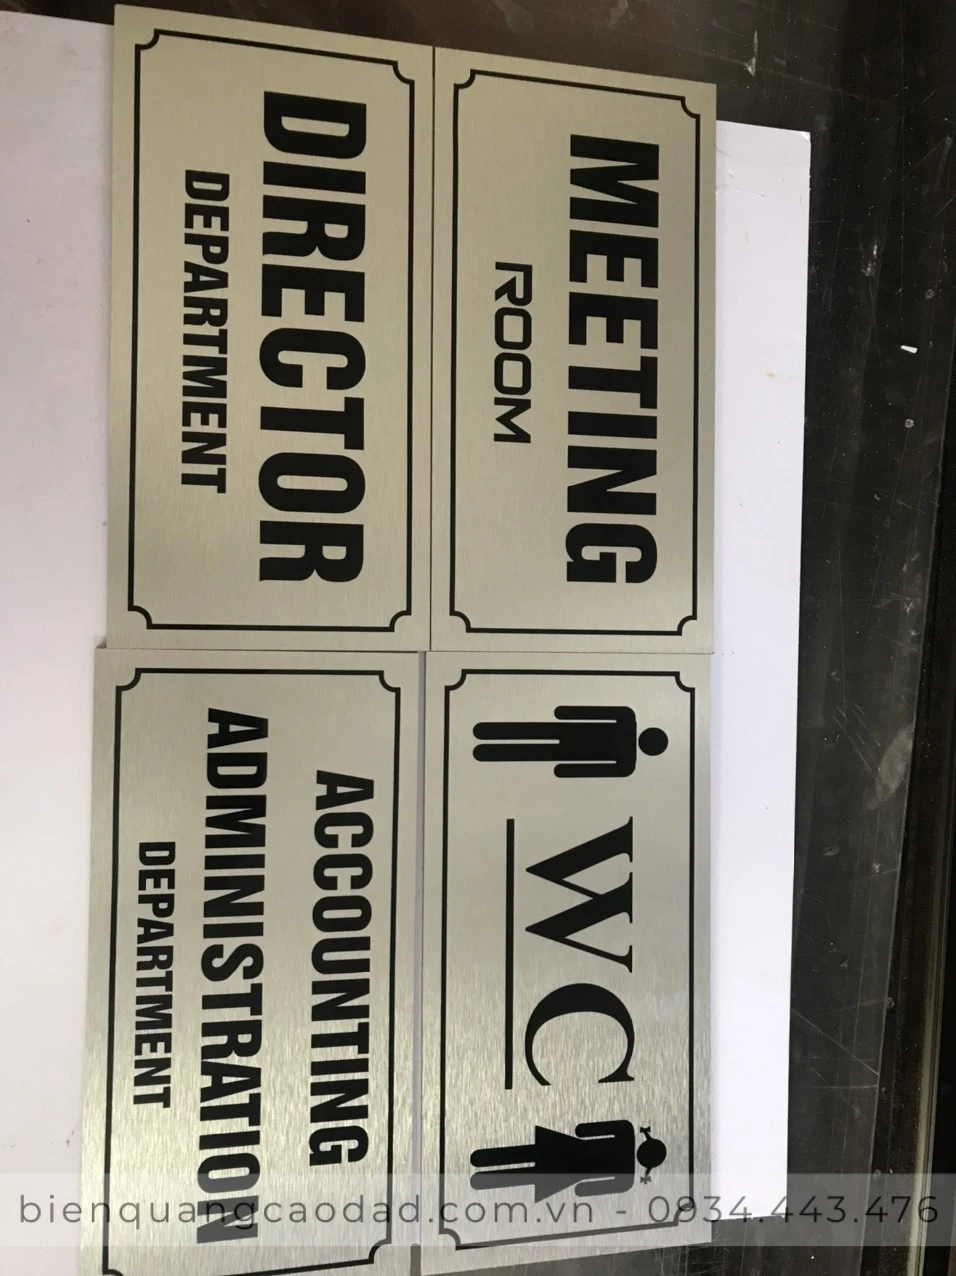 MEETING
ROOM
WC
DIRECTOR
DEPARTMENT
ACCOUNTING
ADMINISTRATION
DEPARTMENT
bienquangcaodad.com.vn - 0934.443.476